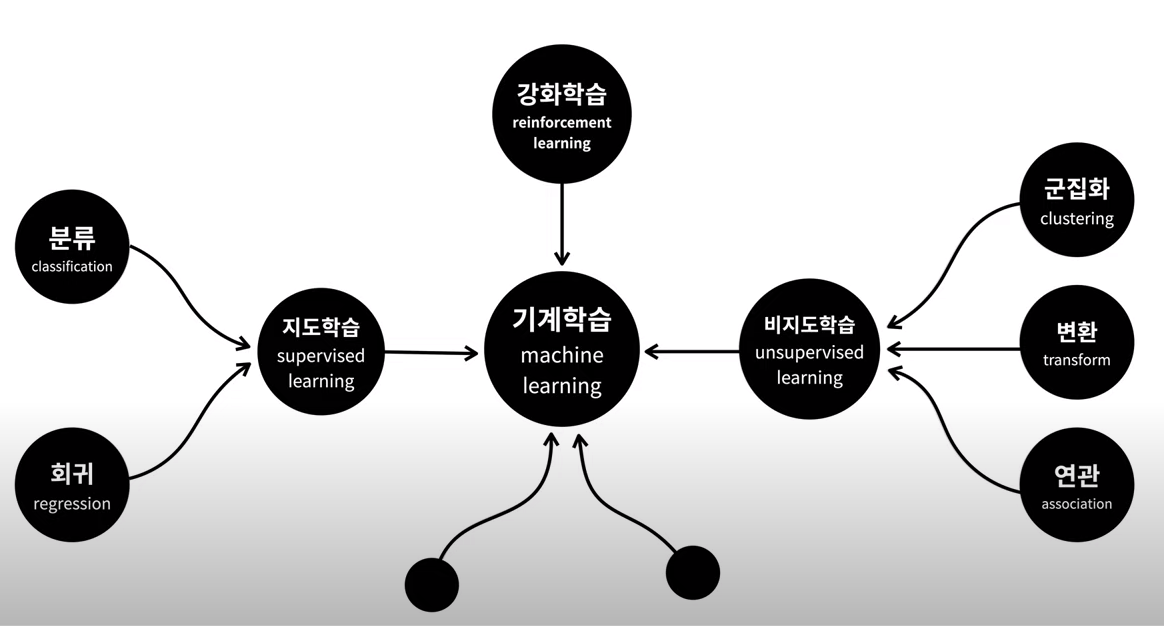 강화학습
reinforcement
learning
분류
classification
회귀
regression
지도학습
supervised
learning
기계학습
machine
learning
비지도학습
unsupervised
learning
군집화
clustering
변환
transform
연관
association